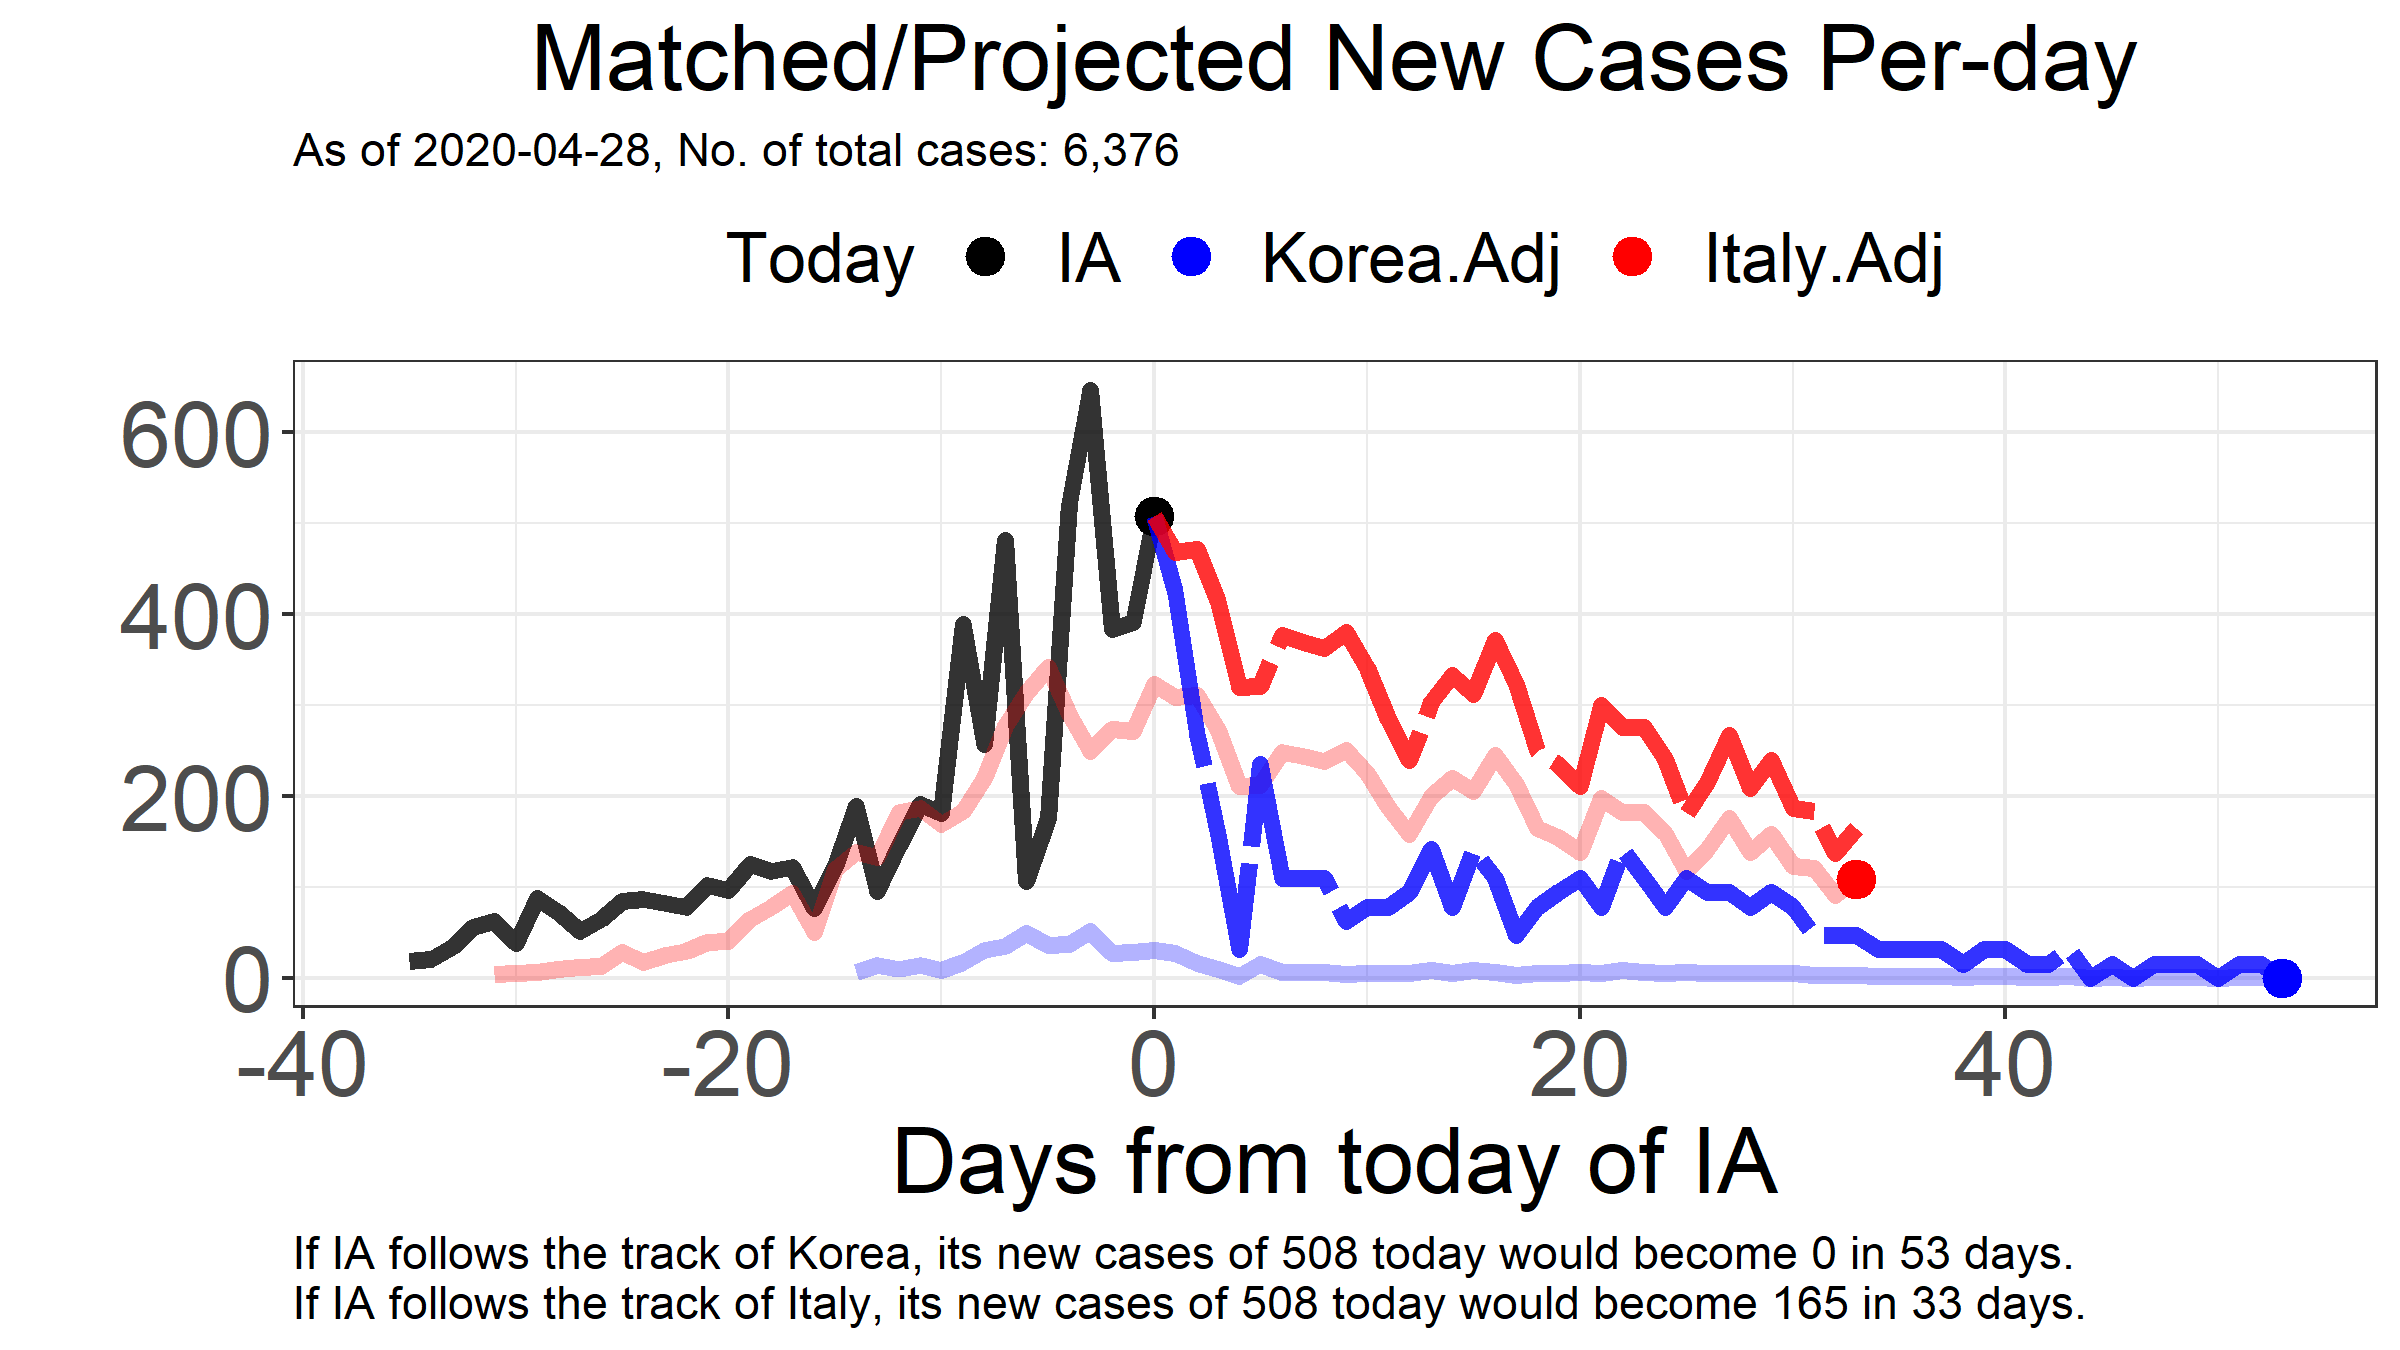 Matched/Projected New Cases Per-day
As of 2020-04-28, No. of total cases: 6,376
Today IA Korea.Adj Italy.Adj
600
400
200
0
-40 -20 0 20 40
Days from today of IA
If IA follows the track of Korea, its new cases of 508 today would become 0 in 53 days.
If IA follows the track of Italy, its new cases of 508 today would become 165 in 33 days.